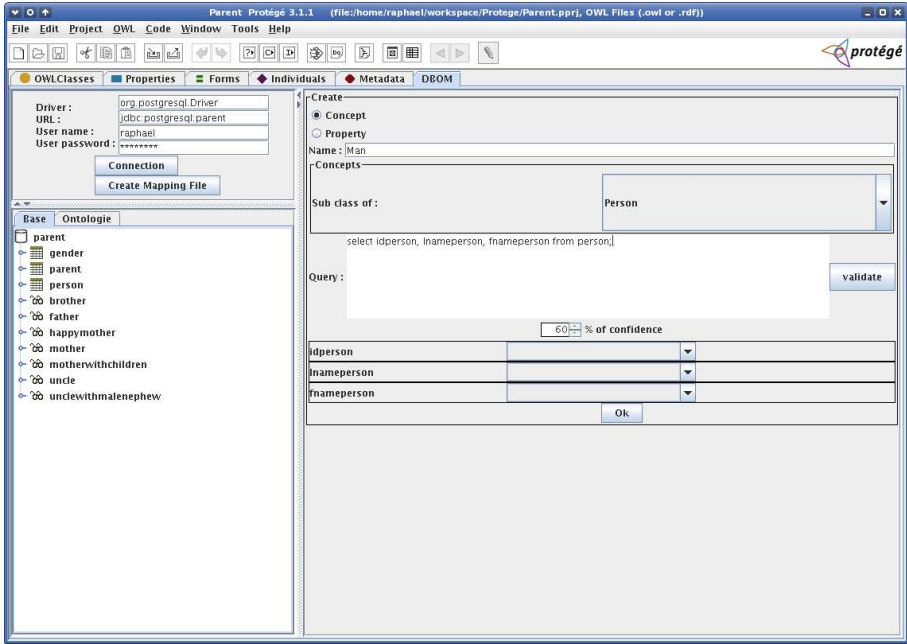 Parent Protégé 3.1.1 (file:/home/raphael/workspace/Protege/Parent.pprj, OWL Files (.owl or .rdf))
File Edit Project OWL Code Window Tools Help
protégé
OWLClasses Properties Forms Individuals Metadata DBOM
Driver : org.postgresql.Driver
URL : jdbc:postgresql:parent
User name : raphael
User password : ********
Connection
Create Mapping File
Base Ontologie
parent
gender
parent
person
brother
father
happymother
mother
motherwithchildren
uncle
unclewithmalenephew
Create
Concept
Property
Name : Man
Concepts
Sub class of : Person
Query : select idperson, lnameperson, fnameperson from person;
validate
60 % of confidence
idperson
lnameperson
fnameperson
Ok